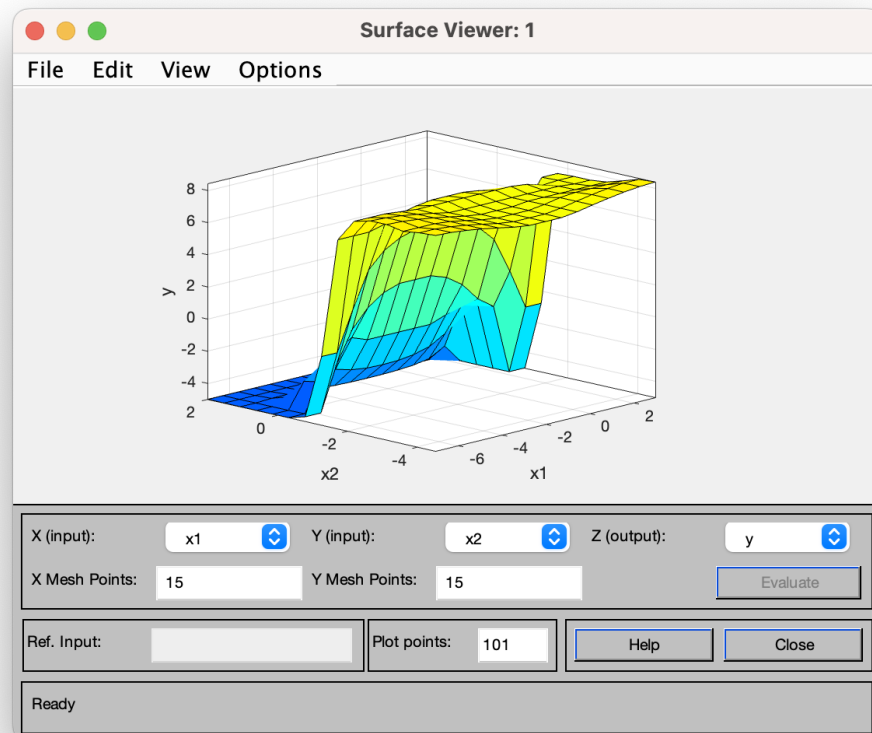 Surface Viewer: 1
File Edit View Options
8
6
4
2
0
-2
-4
y
2
0
-2
-4
x2
-6
-4
-2
0
2
x1
X (input): x1 Y (input): x2 Z (output): y
X Mesh Points: 15 Y Mesh Points: 15 Evaluate
Ref. Input: Plot points: 101 Help Close
Ready